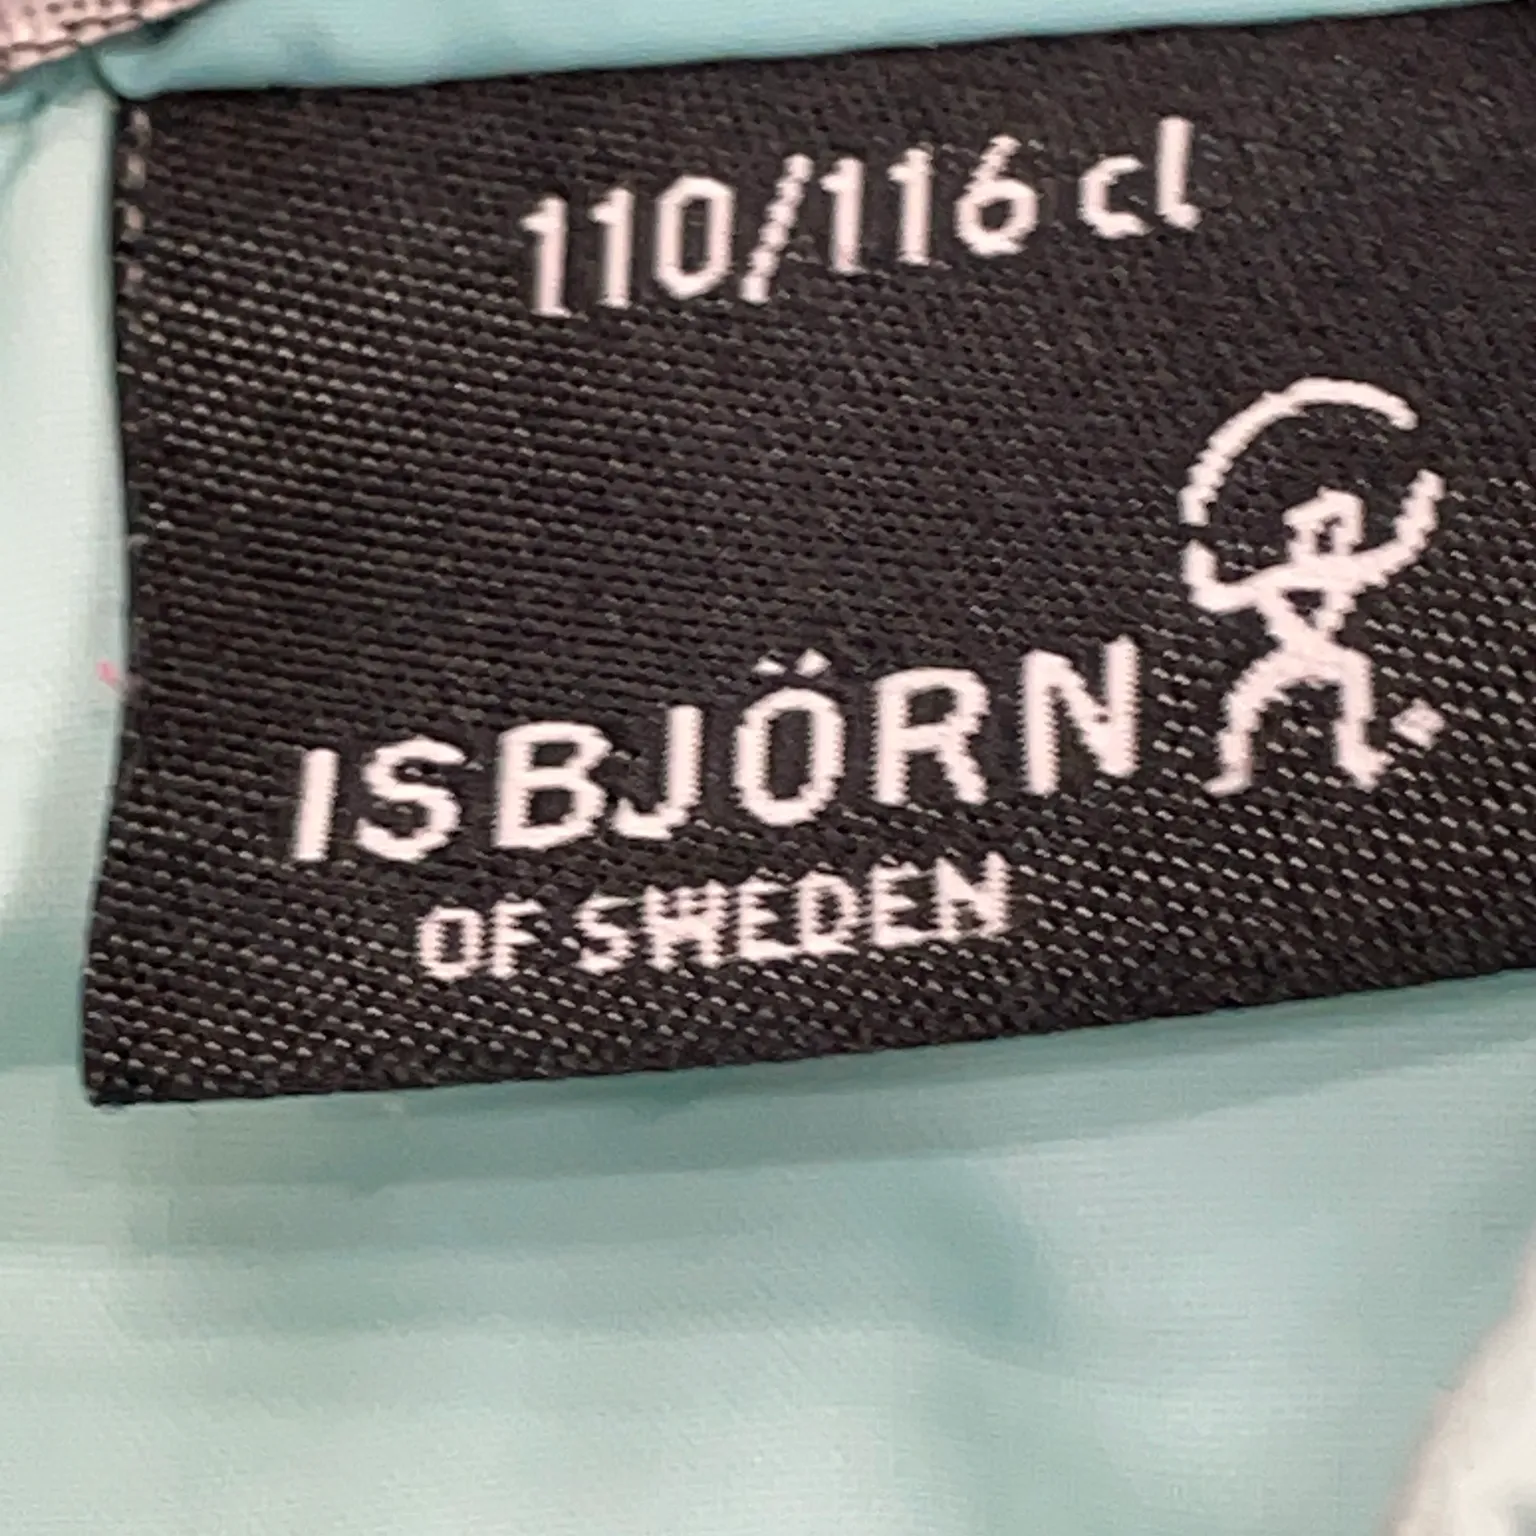 110/116 cl
ISBJÖRN
OF SWEDEN